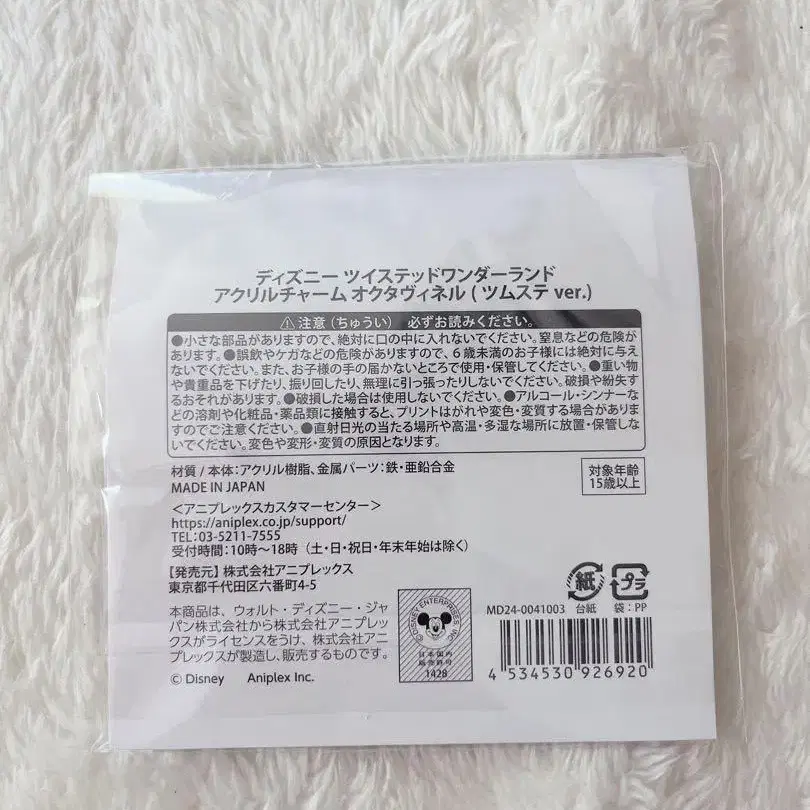 ディズニー ツイステッドワンダーランド
アクリルチャーム オクタヴィネル ( ツムステ ver.)
⚠注意（ちゅうい） 必ずお読みください。
●小さな部品がありますので、絶対に口の中に入れないでください。窒息などの危険が
あります。●誤飲やケガなどの危険がありますので、６歳未満のお子様には絶対に与え
ないでください。また、お子様の手の届かないところで使用・保管してください。●重い物
や貴重品を下げたり、振り回したり、無理に引っ張ったりしないでください。破損や紛失す
るおそれがあります。●破損した場合は使用しないでください。●アルコール・シンナーな
どの溶剤や化粧品・薬品類に接触すると、プリントはがれや変色・変質する場合があります
のでご注意ください。●直射日光の当たる場所や高温・多湿な場所に放置・保管しな
いでください。変色や変形・変質の原因となります。
材質 / 本体：アクリル樹脂、金属パーツ：鉄・亜鉛合金
MADE IN JAPAN
対象年齢
15歳以上
＜アニプレックスカスタマーセンター＞
https://aniplex.co.jp/support/
TEL：03-5211-7555
受付時間：10時～18時（土・日・祝日・年末年始は除く）
【発売元】株式会社アニプレックス
東京都千代田区六番町4-5
本商品は、ウォルト・ディズニー・ジャ
パン株式会社から株式会社アニプレッ
クスがライセンスをうけ、株式会社アニ
プレックスが製造し、販売するものです。
© Disney Aniplex Inc.
©DISNEY ENTERPRISES INC.
日本国内
販売許可
1428
紙 プラ
MD24-0041003 台紙 袋：PP
4 534530 926920